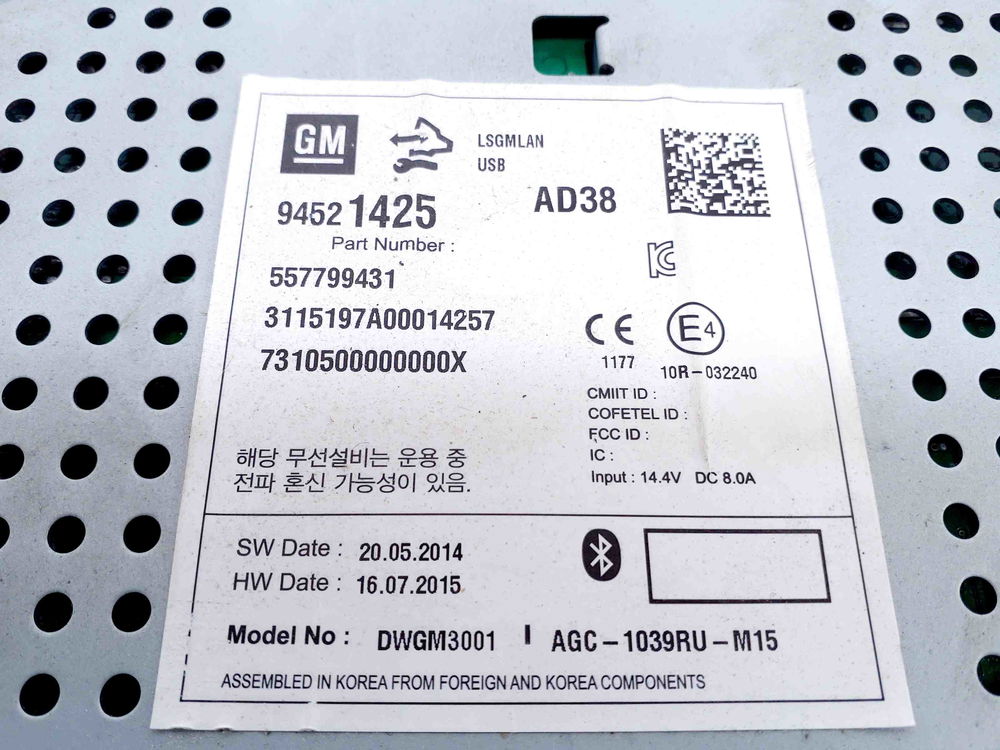 GM
LSGMLAN
USB
94521425
AD38
Part Number :
557799431
3115197A00014257
7310500000000X
CE
1177
E4
10R-032240
CMIIT ID :
COFETEL ID :
FCC ID :
IC :
Input : 14.4V DC 8.0A
해당 무선설비는 운용 중
전파 혼신 가능성이 있음.
SW Date : 20.05.2014
HW Date : 16.07.2015
Model No : DWGM3001 I AGC-1039RU-M15
ASSEMBLED IN KOREA FROM FOREIGN AND KOREA COMPONENTS